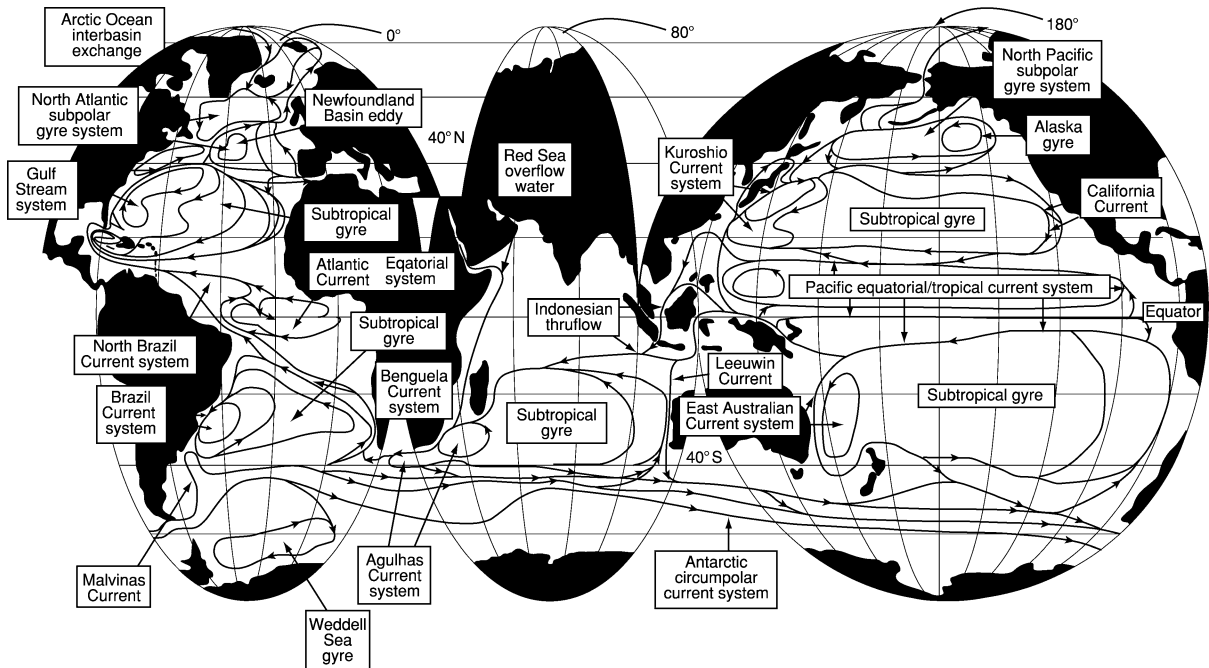 Arctic Ocean
interbasin
exchange
0°
80°
180°
North Pacific
subpolar
gyre system
North Atlantic
subpolar
gyre system
Newfoundland
Basin eddy
40°N
Red Sea
overflow
water
Kuroshio
Current
system
Alaska
gyre
Gulf
Stream
system
California
Current
Subtropical
gyre
Subtropical gyre
Atlantic Eqatorial
Current system
Pacific equatorial/tropical current system
Indonesian
thruflow
Equator
Subtropical
gyre
North Brazil
Current system
Benguela
Current
system
Leeuwin
Current
Brazil
Current
system
Subtropical
gyre
East Australian
Current system
Subtropical gyre
40°S
Malvinas
Current
Agulhas
Current
system
Antarctic
circumpolar
current system
Weddell
Sea
gyre